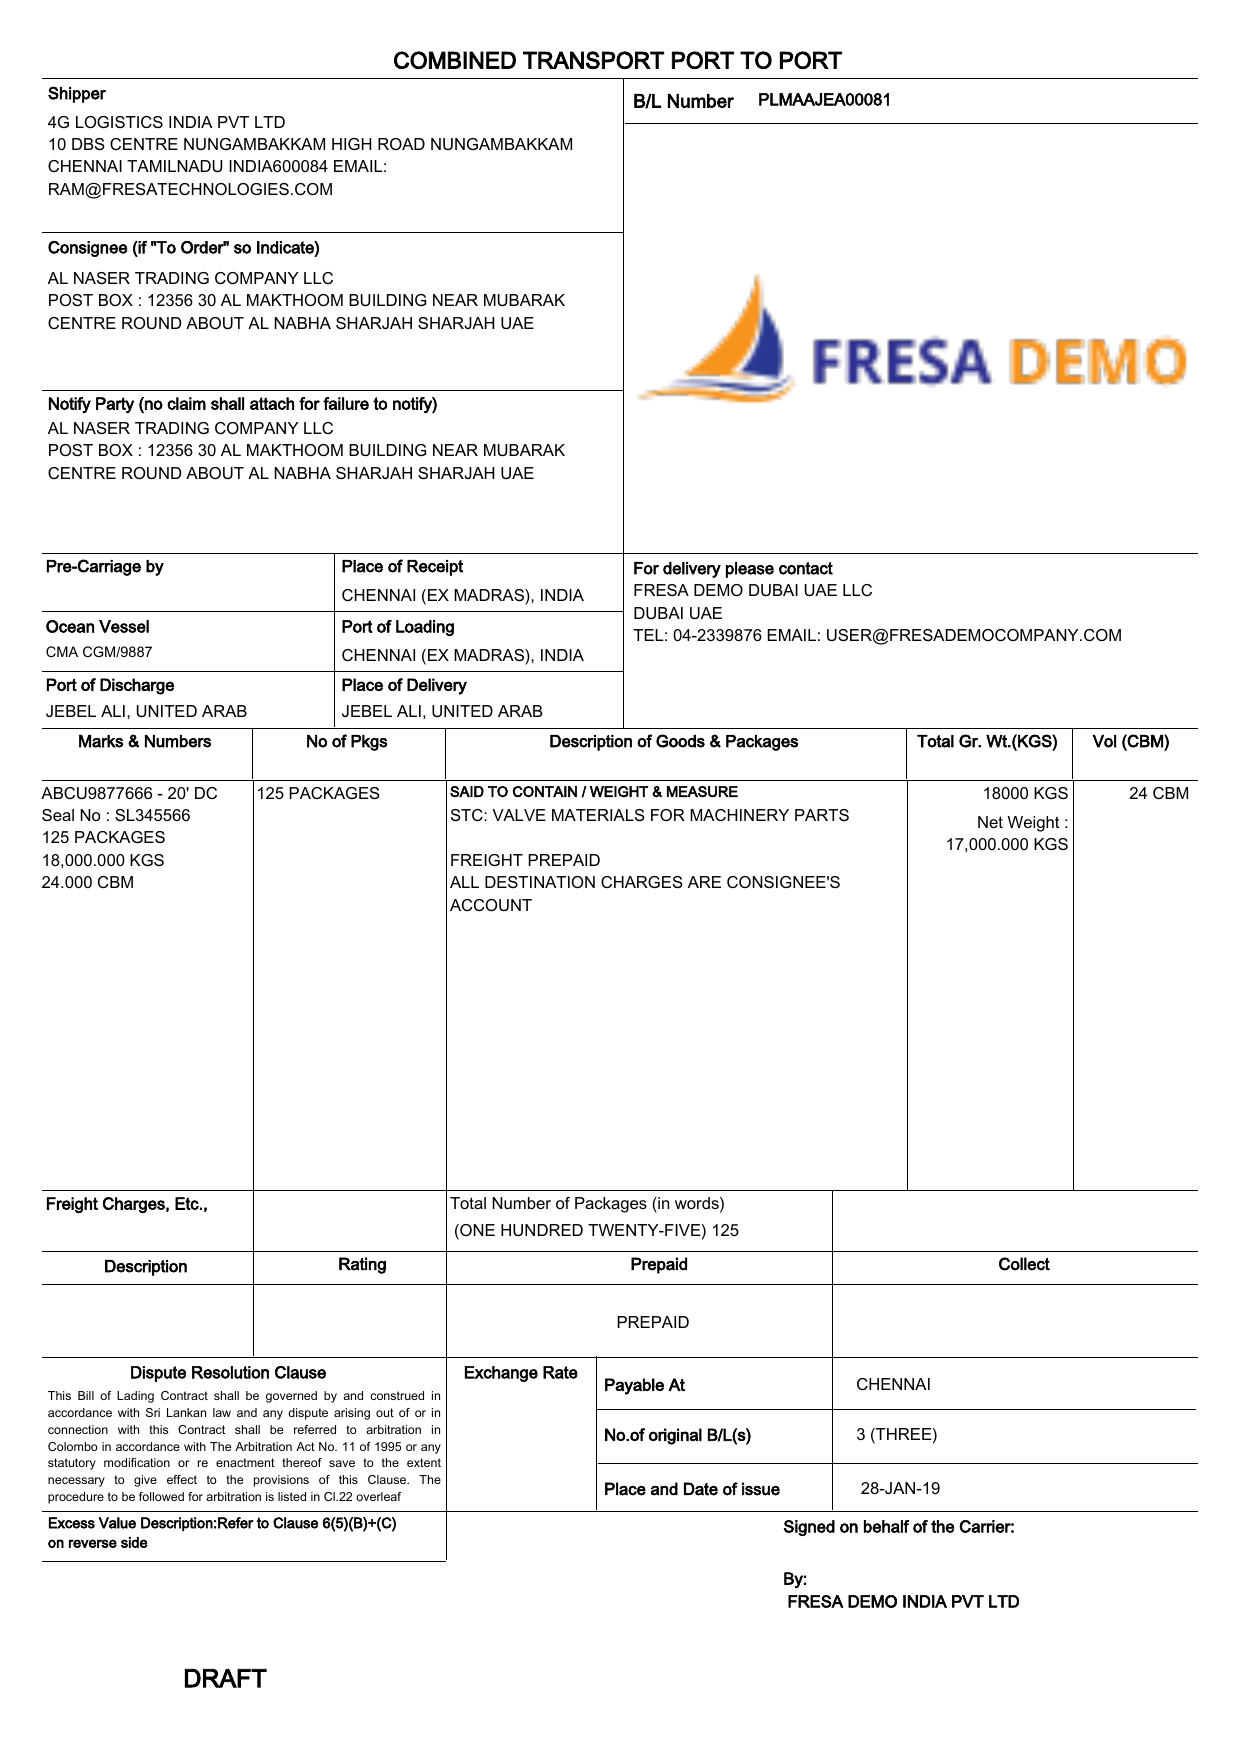 COMBINED TRANSPORT PORT TO PORT
Shipper
4G LOGISTICS INDIA PVT LTD
10 DBS CENTRE NUNGAMBAKKAM HIGH ROAD NUNGAMBAKKAM
CHENNAI TAMILNADU INDIA600084 EMAIL:
RAM@FRESATECHNOLOGIES.COM
B/L Number PLMAAJEA00081
Consignee (if "To Order" so Indicate)
AL NASER TRADING COMPANY LLC
POST BOX : 12356 30 AL MAKTHOOM BUILDING NEAR MUBARAK
CENTRE ROUND ABOUT AL NABHA SHARJAH SHARJAH UAE
FRESA DEMO
Notify Party (no claim shall attach for failure to notify)
AL NASER TRADING COMPANY LLC
POST BOX : 12356 30 AL MAKTHOOM BUILDING NEAR MUBARAK
CENTRE ROUND ABOUT AL NABHA SHARJAH SHARJAH UAE
Pre-Carriage by
Place of Receipt
CHENNAI (EX MADRAS), INDIA
Ocean Vessel
CMA CGM/9887
Port of Loading
CHENNAI (EX MADRAS), INDIA
Port of Discharge
JEBEL ALI, UNITED ARAB
Place of Delivery
JEBEL ALI, UNITED ARAB
For delivery please contact
FRESA DEMO DUBAI UAE LLC
DUBAI UAE
TEL: 04-2339876 EMAIL: USER@FRESADEMOCOMPANY.COM
Marks & Numbers
No of Pkgs
Description of Goods & Packages
Total Gr. Wt.(KGS)
Vol (CBM)
ABCU9877666 - 20' DC
Seal No : SL345566
125 PACKAGES
18,000.000 KGS
24.000 CBM
125 PACKAGES
SAID TO CONTAIN / WEIGHT & MEASURE
STC: VALVE MATERIALS FOR MACHINERY PARTS
FREIGHT PREPAID
ALL DESTINATION CHARGES ARE CONSIGNEE'S
ACCOUNT
18000 KGS
Net Weight :
17,000.000 KGS
24 CBM
Freight Charges, Etc.,
Total Number of Packages (in words)
(ONE HUNDRED TWENTY-FIVE) 125
Description
Rating
Prepaid
Collect
PREPAID
Dispute Resolution Clause
This Bill of Lading Contract shall be governed by and construed in
accordance with Sri Lankan law and any dispute arising out of or in
connection with this Contract shall be referred to arbitration in
Colombo in accordance with The Arbitration Act No. 11 of 1995 or any
statutory modification or re enactment thereof save to the extent
necessary to give effect to the provisions of this Clause. The
procedure to be followed for arbitration is listed in Cl.22 overleaf
Exchange Rate
Payable At
CHENNAI
No.of original B/L(s)
3 (THREE)
Place and Date of issue
28-JAN-19
Excess Value Description:Refer to Clause 6(5)(B)+(C)
on reverse side
Signed on behalf of the Carrier:
By:
FRESA DEMO INDIA PVT LTD
DRAFT